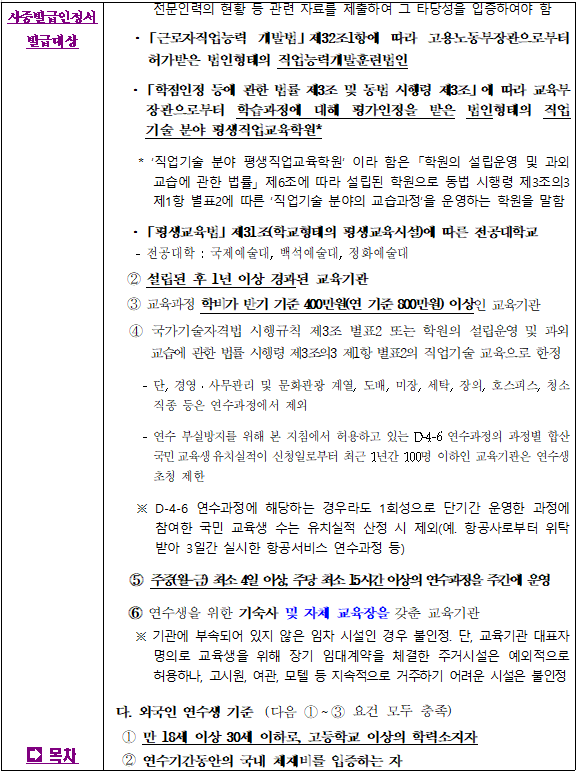 사증발급인정서
발급대상
전문인력의 현황 등 관련 자료를 제출하여 그 타당성을 입증하여야 함
· 「근로자직업능력 개발법」제32조1항에 따라 고용노동부장관으로부터
허가받은 법인형태의 직업능력개발훈련법인
· 「학점인정 등에 관한 법률 제3조 및 동법 시행령 제3조」에 따라 교육부
장관으로부터 학습과정에 대해 평가인정을 받은 법인형태의 직업
기술 분야 평생직업교육학원*
* '직업기술 분야 평생직업교육학원' 이라 함은「학원의 설립운영 및 과외
교습에 관한 법률」제6조에 따라 설립된 학원으로 동법 시행령 제3조의3
제1항 별표2에 따른 '직업기술 분야의 교습과정'을 운영하는 학원을 말함
· 「평생교육법」제31조(학교형태의 평생교육시설)에 따른 전공대학교
- 전공대학 : 국제예술대, 백석예술대, 정화예술대
② 설립된 후 1년 이상 경과된 교육기관
③ 교육과정 학비가 반기 기준 400만원(연 기준 800만원) 이상인 교육기관
④ 국가기술자격법 시행규칙 제3조 별표2 또는 학원의 설립운영 및 과외
교습에 관한 법률 시행령 제3조의3 제1항 별표2의 직업기술 교육으로 한정
- 단, 경영·사무관리 및 문화관광 계열, 도배, 미장, 세탁, 장의, 호스피스, 청소
직종 등은 연수과정에서 제외
- 연수 부실방지를 위해 본 지침에서 허용하고 있는 D-4-6 연수과정의 과정별 합산
국민 교육생 유치실적이 신청일로부터 최근 1년간 100명 이하인 교육기관은 연수생
초청 제한
※ D-4-6 연수과정에 해당하는 경우라도 1회성으로 단기간 운영한 과정에
참여한 국민 교육생 수는 유치실적 산정 시 제외(예. 항공사로부터 위탁
받아 3일간 실시한 항공서비스 연수과정 등)
⑤ 주중(월~금) 최소 4일 이상, 주당 최소 15시간 이상의 연수과정을 주간에 운영
⑥ 연수생을 위한 기숙사 및 자체 교육장을 갖춘 교육기관
※ 기관에 부속되어 있지 않은 임차 시설인 경우 불인정. 단, 교육기관 대표자
명의로 교육생을 위해 장기 임대계약을 체결한 주거시설은 예외적으로
허용하나, 고시원, 여관, 모텔 등 지속적으로 거주하기 어려운 시설은 불인정
다. 외국인 연수생 기준 (다음 ①~③ 요건 모두 충족)
① 만 18세 이상 30세 이하로, 고등학교 이상의 학력소지자
② 연수기간동안의 국내 체재비를 입증하는 자
목차